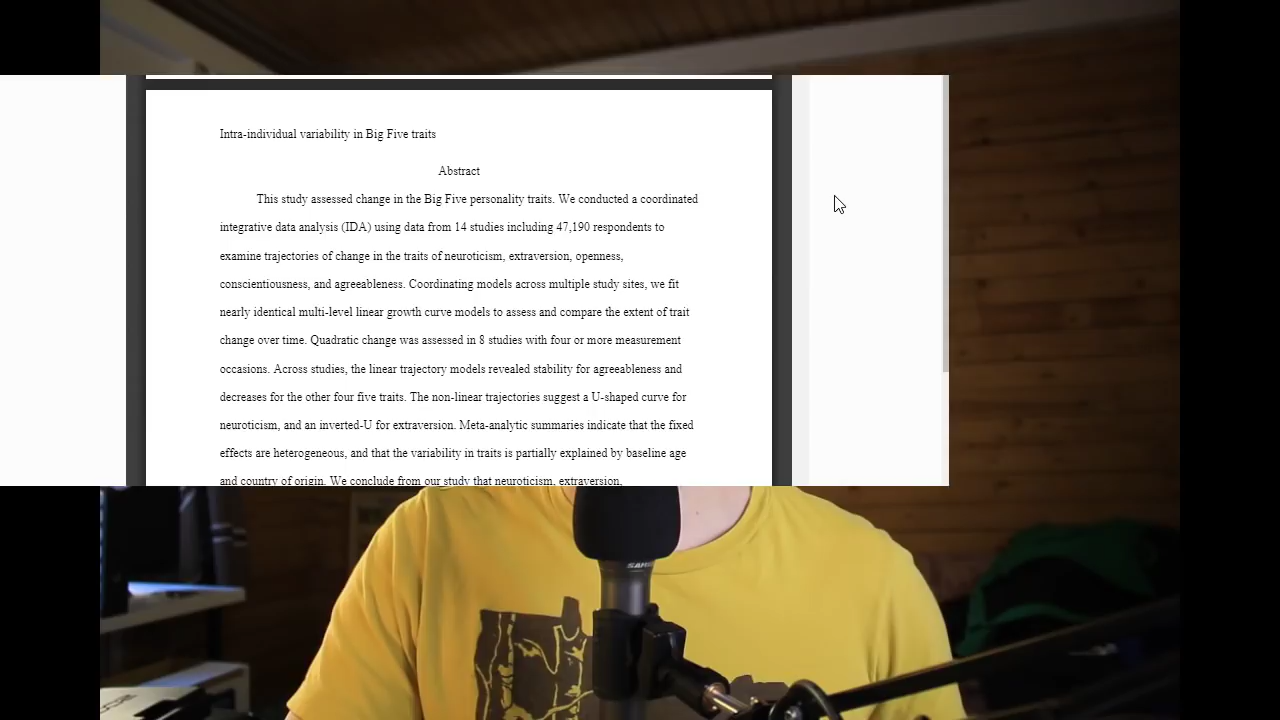 Intra-individual variability in Big Five traits
Abstract
This study assessed change in the Big Five personality traits. We conducted a coordinated
integrative data analysis (IDA) using data from 14 studies including 47,190 respondents to
examine trajectories of change in the traits of neuroticism, extraversion, openness,
conscientiousness, and agreeableness. Coordinating models across multiple study sites, we fit
nearly identical multi-level linear growth curve models to assess and compare the extent of trait
change over time. Quadratic change was assessed in 8 studies with four or more measurement
occasions. Across studies, the linear trajectory models revealed stability for agreeableness and
decreases for the other four five traits. The non-linear trajectories suggest a U-shaped curve for
neuroticism, and an inverted-U for extraversion. Meta-analytic summaries indicate that the fixed
effects are heterogeneous, and that the variability in traits is partially explained by baseline age
and country of origin. We conclude from our study that neuroticism, extraversion,